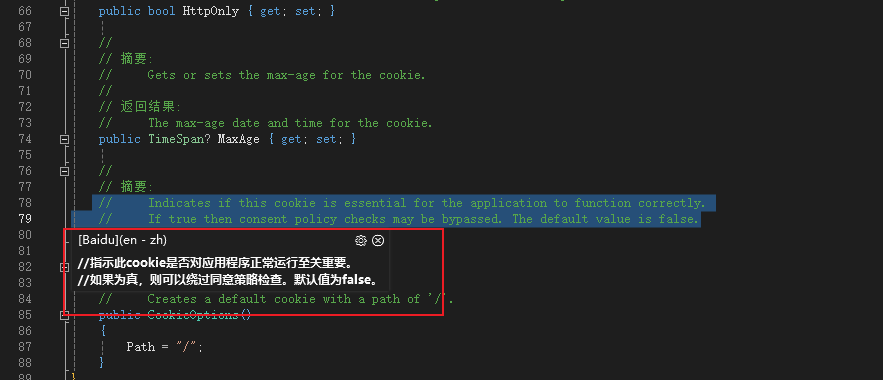 66 public bool HttpOnly { get; set; }
67
68 //
69 // 摘要:
70 //     Gets or sets the max-age for the cookie.
71 //
72 // 返回结果:
73 //     The max-age date and time for the cookie.
74 public TimeSpan? MaxAge { get; set; }
75
76 //
77 // 摘要:
78 //     Indicates if this cookie is essential for the application to function correctly.
79 //     If true then consent policy checks may be bypassed. The default value is false.
80
[Baidu](en - zh)
81
//指示此cookie是否对应用程序正常运行至关重要。
82
//如果为真，则可以绕过同意策略检查。默认值为false。
83
84 //     Creates a default cookie with a path of '/'.
85 public CookieOptions()
86 {
87     Path = "/";
88 }
89 }